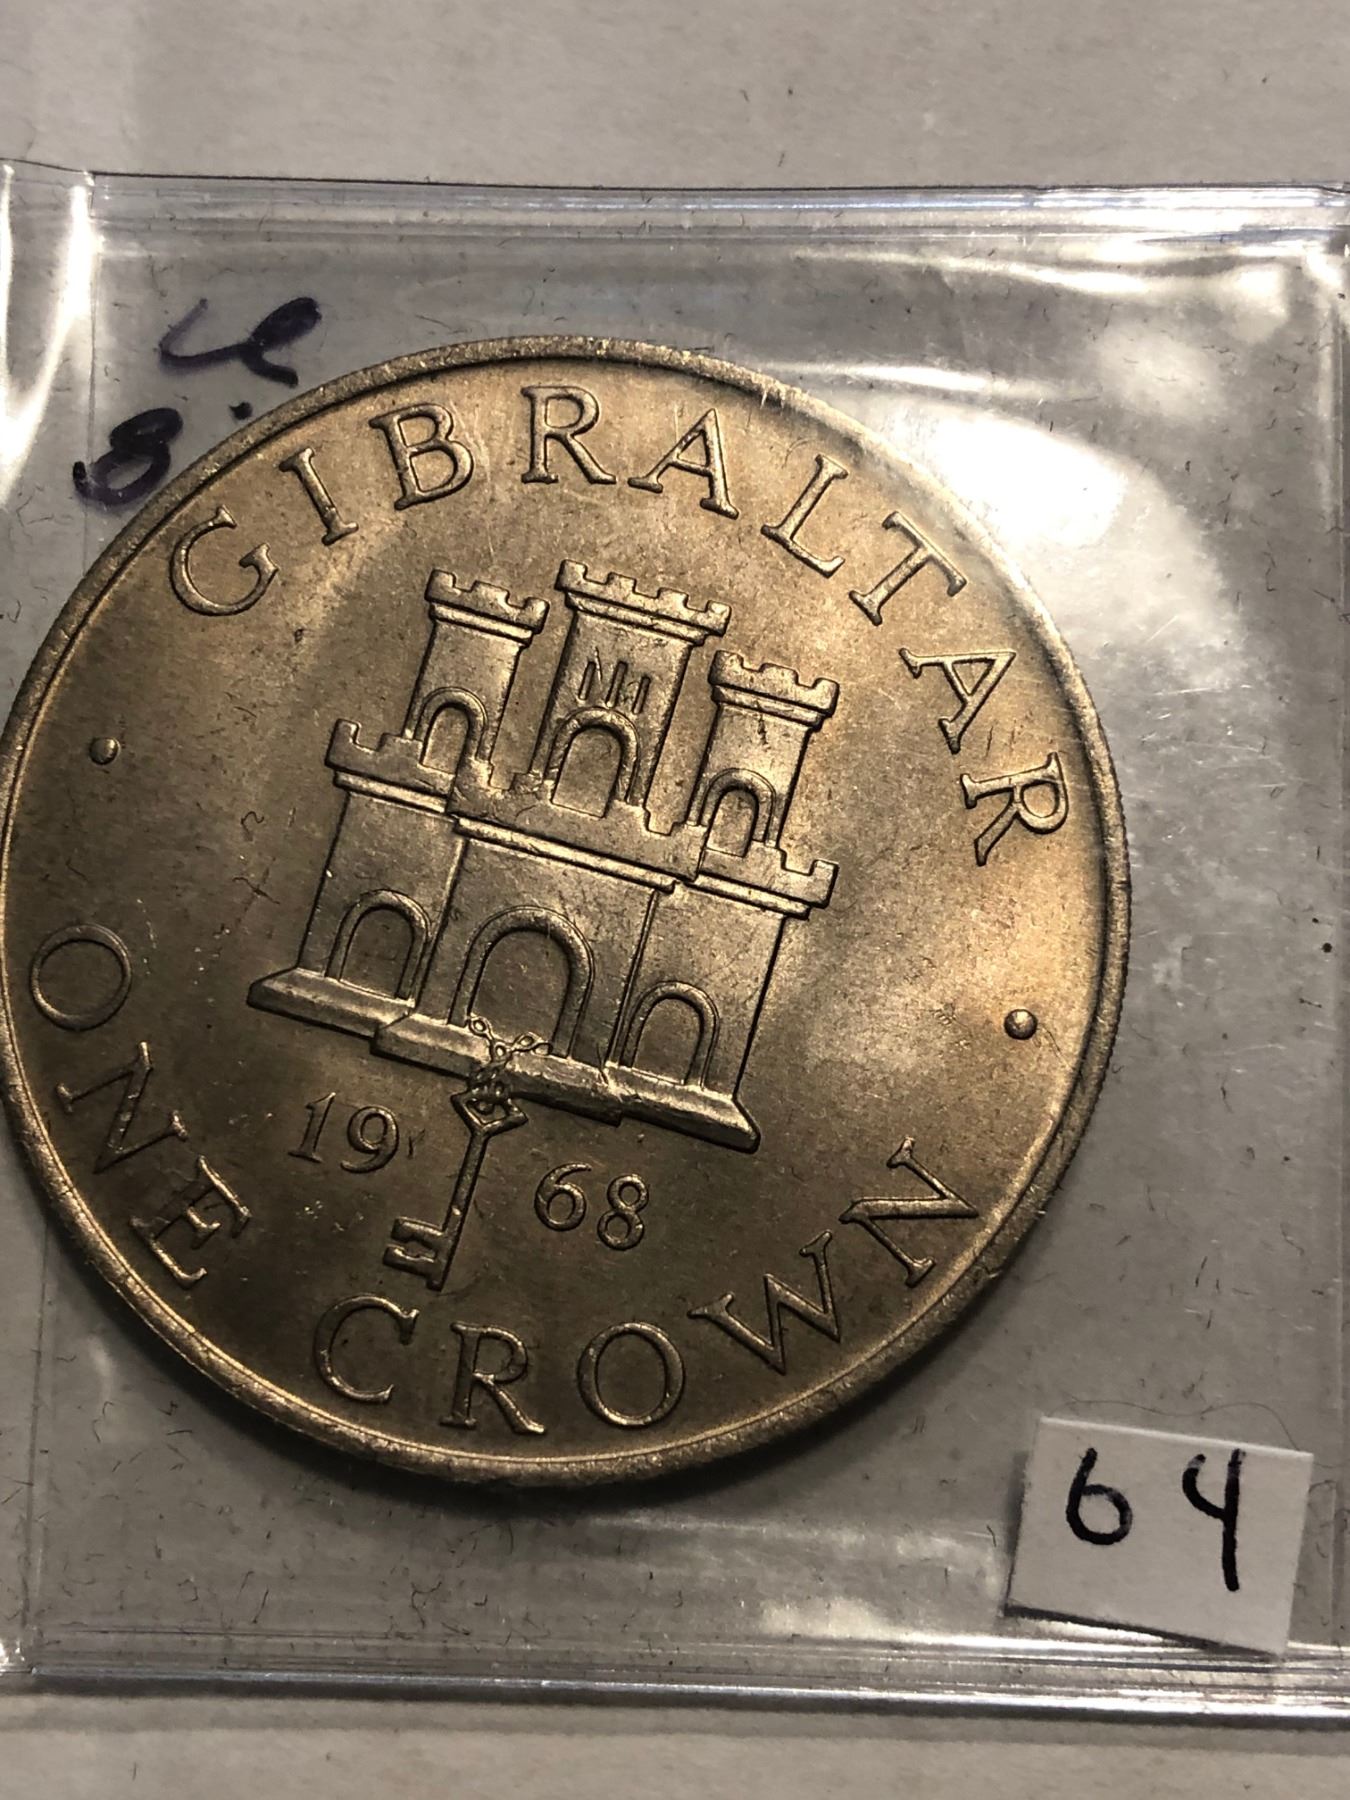 GIBRALTAR
19 68
ONE CROWN
64